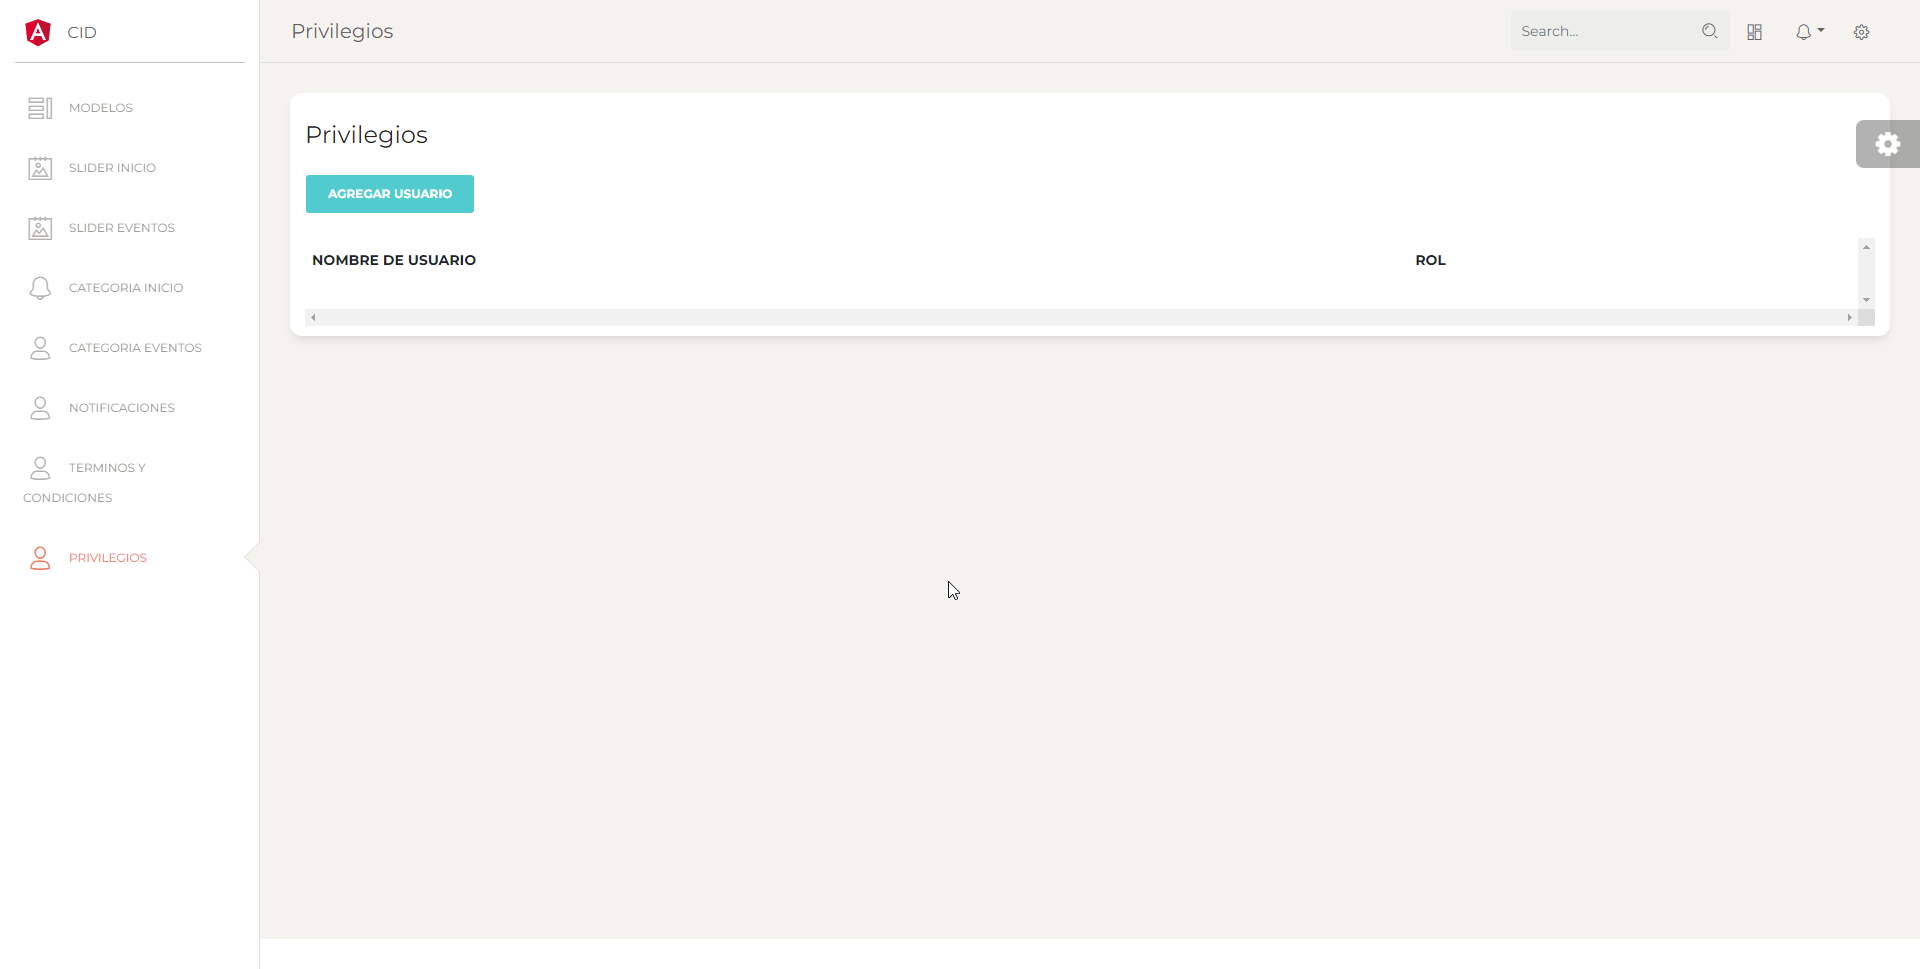 CID
MODELOS
SLIDER INICIO
SLIDER EVENTOS
CATEGORIA INICIO
CATEGORIA EVENTOS
NOTIFICACIONES
TERMINOS Y
CONDICIONES
PRIVILEGIOS
Privilegios
Search...
Privilegios
AGREGAR USUARIO
NOMBRE DE USUARIO
ROL